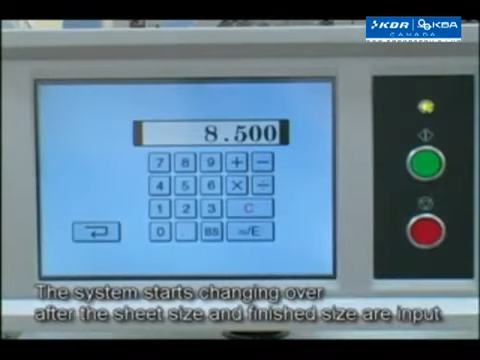 KDR KBA
CANADA
8.500
7 8 9 + −
4 5 6 × ÷
1 2 3 C
0 . BS =/E
The system starts changing over
after the sheet size and finished size are input